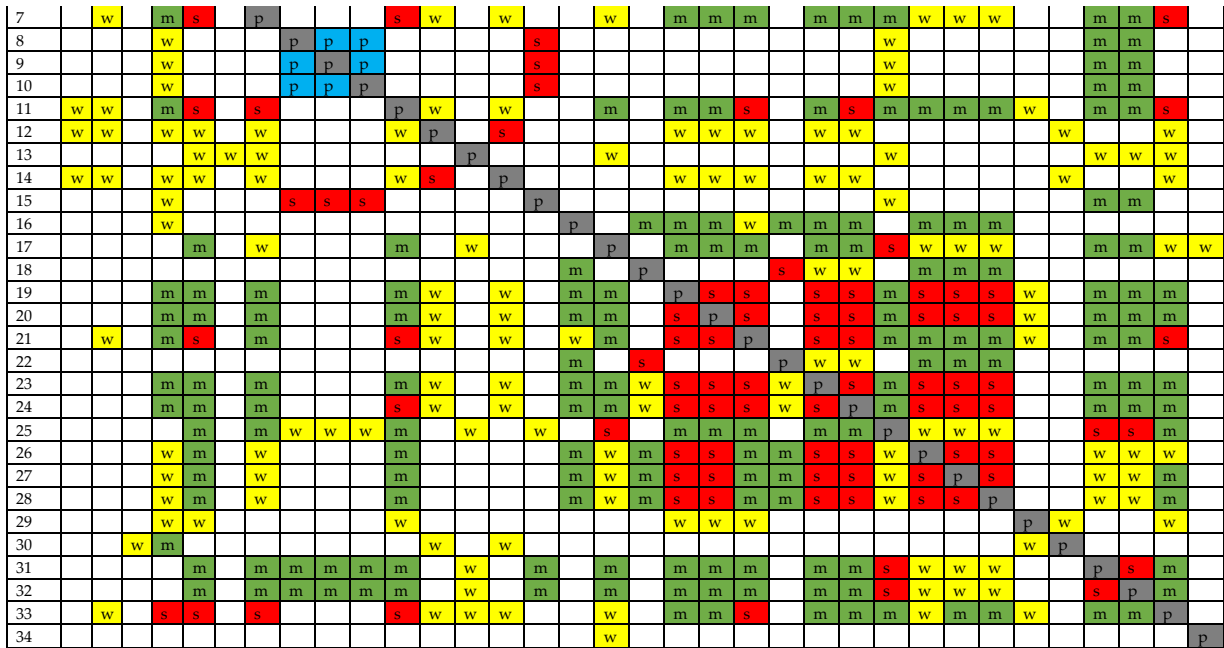 7 w m s p s w w w m m m m m m w w w m m s
8 w p p p s w m m
9 w p p p s w m m
10 w p p p s w m m
11 w w m s s p w w m m m s m s m m m m w m m s
12 w w w w w w p s w w w w w w w
13 w w w p w w w w w
14 w w w w w w s p w w w w w w w
15 w s s s p w m m
16 w p m m m w m m m m m m
17 m w m w p m m m m m s w w w m m w w
18 m p s w w m m m
19 m m m m w w m m p s s s s m s s s w m m m
20 m m m m w w m m s p s s s m s s s w m m m
21 w m s m s w w w m s s p s s m m m m w m m s
22 m s p w w m m m
23 m m m m w w m m w s s s w p s m s s s m m m
24 m m m s w w m m w s s s w s p m s s s m m m
25 m m w w w m w w s m m m m m p w w w s s m
26 w m w m m w m s s m m s s w p s s w w w
27 w m w m m w m s s m m s s w s p s w w m
28 w m w m m w m s s m m s s w s s p w w m
29 w w w w w w p w w
30 w m w w w p
31 m m m m m m w m m m m m m m s w w w p s m
32 m m m m m m w m m m m m m m s w w w s p m
33 w s s s s w w w w m m s m m m w m m w m m p
34 w p